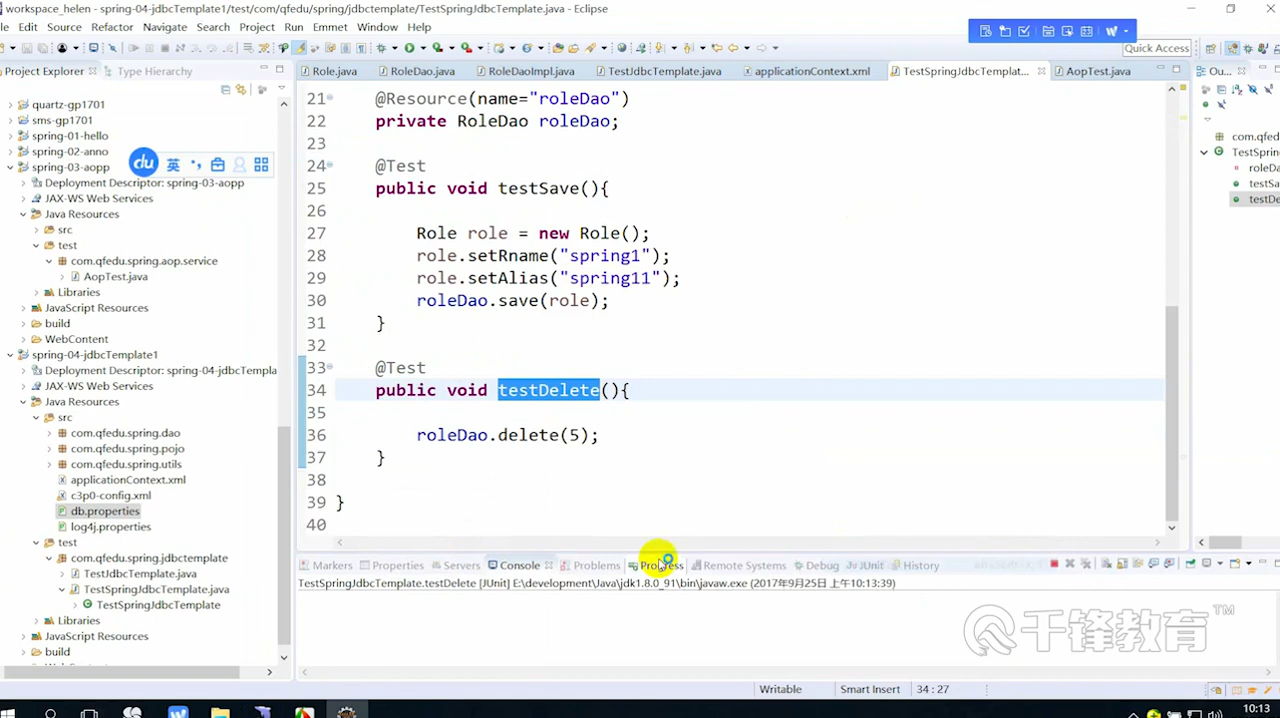 workspace_helen - spring-04-jdbcTemplate1/test/com/qfedu/spring/jdbctemplate/TestSpringJdbcTemplate.java - Eclipse
Edit Source Refactor Navigate Search Project Run Emmet Window Help
Quick Access
Project Explorer Type Hierarchy
Role.java RoleDao.java RoleDaoImpl.java TestJdbcTemplate.java applicationContext.xml TestSpringJdbcTemplat... AopTest.java Ou...
quartz-gp1701
sms-gp1701
spring-01-hello
spring-02-anno
spring-03-aopp
du 英
Deployment Descriptor: spring-03-aopp
JAX-WS Web Services
Java Resources
src
test
com.qfedu.spring.aop.service
AopTest.java
Libraries
JavaScript Resources
build
WebContent
spring-04-jdbcTemplate1
Deployment Descriptor: spring-04-jdbcTempla
JAX-WS Web Services
Java Resources
src
com.qfedu.spring.dao
com.qfedu.spring.pojo
com.qfedu.spring.utils
applicationContext.xml
c3p0-config.xml
db.properties
log4j.properties
test
com.qfedu.spring.jdbctemplate
TestJdbcTemplate.java
TestSpringJdbcTemplate.java
TestSpringJdbcTemplate
Libraries
JavaScript Resources
build
21 @Resource(name="roleDao")
22 private RoleDao roleDao;
23
24 @Test
25 public void testSave(){
26
27 Role role = new Role();
28 role.setRname("spring1");
29 role.setAlias("spring11");
30 roleDao.save(role);
31 }
32
33 @Test
34 public void testDelete(){
35
36 roleDao.delete(5);
37 }
38
39 }
40
com.qf
TestSprin
roleDa
testSa
testDe
Markers Properties Servers Console Problems Progress Remote Systems Debug JUnit History
TestSpringJdbcTemplate.testDelete [JUnit] E:\development\Java\jdk1.8.0_91\bin\javaw.exe (2017年9月25日 上午10:13:39)
千锋教育 TM
Writable Smart Insert 34 : 27
10:13